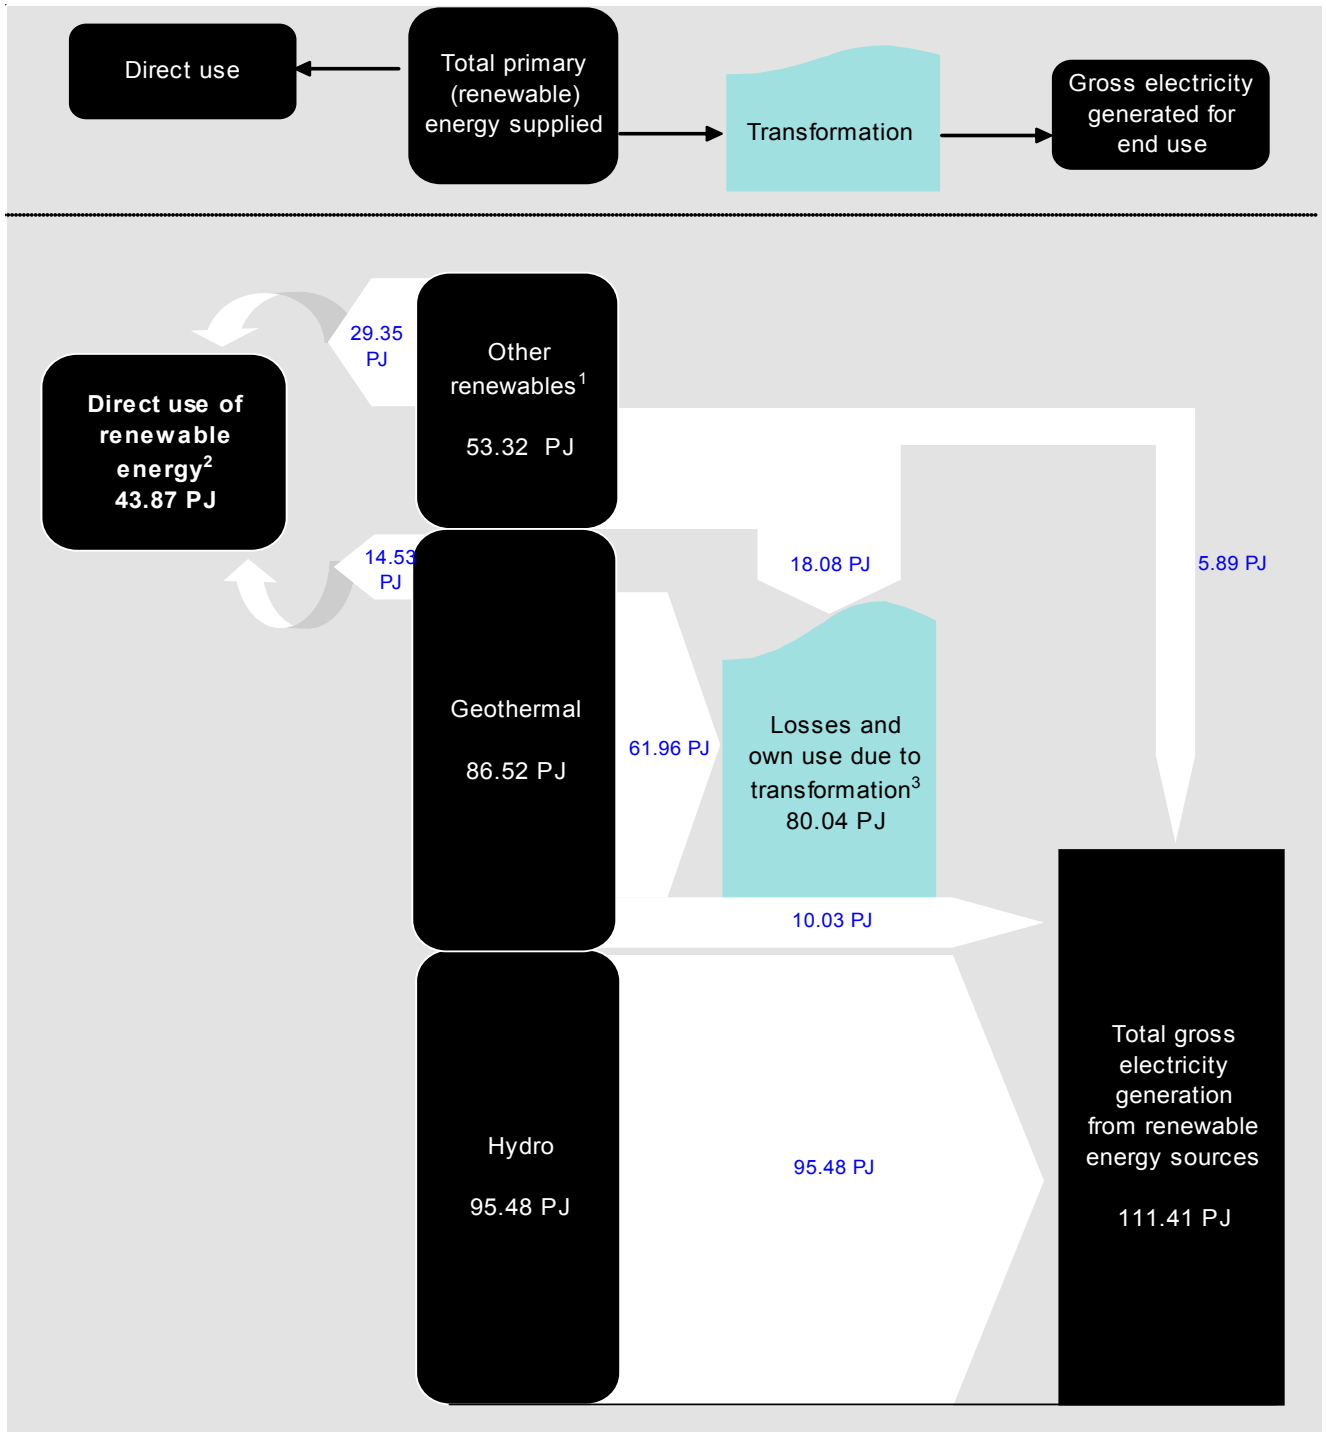 Direct use
Total primary
(renewable)
energy supplied
Transformation
Gross electricity
generated for
end use
29.35
PJ
Other
renewables¹
53.32 PJ
Direct use of
renewable
energy²
43.87 PJ
14.53
PJ
18.08 PJ
5.89 PJ
Geothermal
86.52 PJ
61.96 PJ
Losses and
own use due to
transformation³
80.04 PJ
10.03 PJ
Hydro
95.48 PJ
95.48 PJ
Total gross
electricity
generation
from renewable
energy sources
111.41 PJ